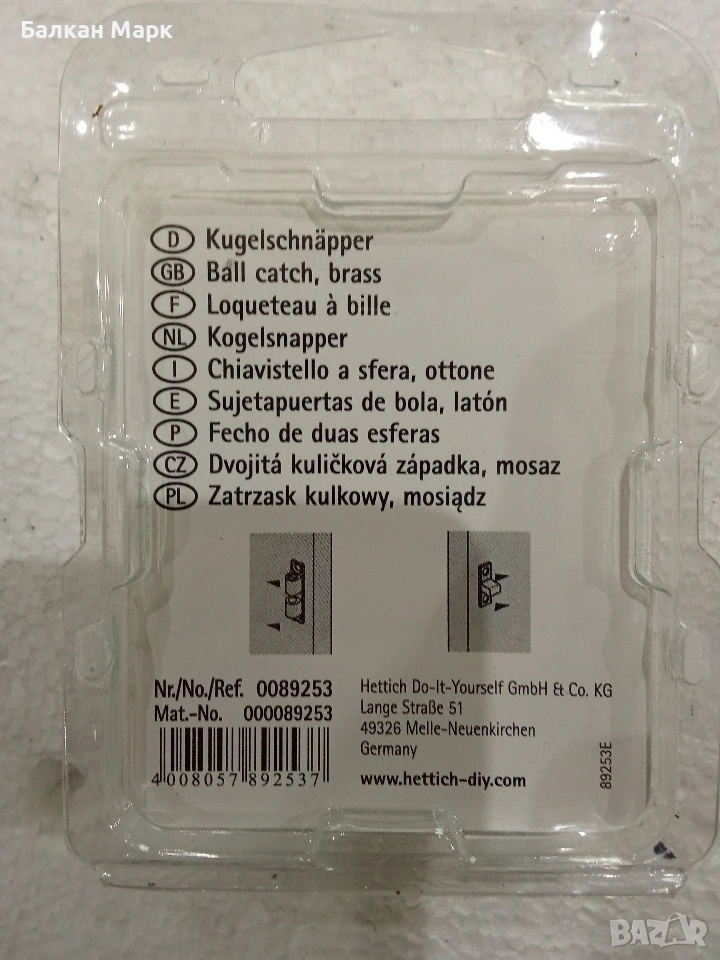 Балкан Марк
D Kugelschnäpper
GB Ball catch, brass
F Loqueteau à bille
NL Kogelsnapper
I Chiavistello a sfera, ottone
E Sujetapuertas de bola, latón
P Fecho de duas esferas
CZ Dvojitá kuličková západka, mosaz
PL Zatrzask kulkowy, mosiądz
Nr./No./Ref. 0089253
Mat.-No. 000089253
4 008057 892537
Hettich Do-It-Yourself GmbH & Co. KG
Lange Straße 51
49326 Melle-Neuenkirchen
Germany
www.hettich-diy.com
89253E
BAZAR